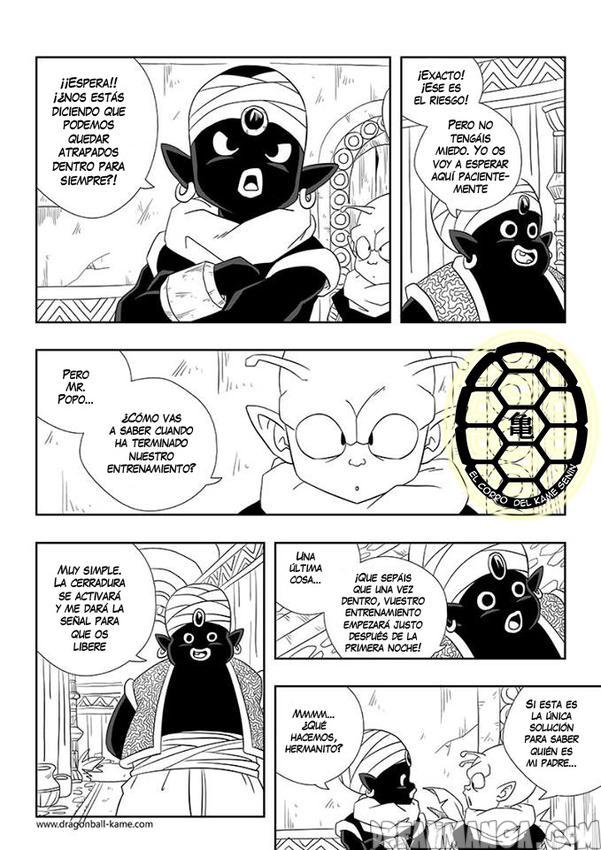 ¡¡ESPERA!!
¡¿NOS ESTÁS
DICIENDO QUE
PODEMOS
QUEDAR
ATRAPADOS
DENTRO PARA
SIEMPRE?!
¡EXACTO!
¡ESE ES
EL RIESGO!
PERO NO
TENGÁIS
MIEDO. YO OS
VOY A ESPERAR
AQUÍ PACIENTE-
MENTE
PERO
MR.
POPO...
¿CÓMO VAS
A SABER CUANDO
HA TERMINADO
NUESTRO
ENTRENAMIENTO?
亀
EL CORRO DEL KAME SENIN
MUY SIMPLE.
LA CERRADURA
SE ACTIVARÁ
Y ME DARÁ LA
SEÑAL PARA
QUE OS
LIBERE
UNA
ÚLTIMA
COSA...
¡QUE SEPÁIS
QUE UNA VEZ
DENTRO, VUESTRO
ENTRENAMIENTO
EMPEZARÁ JUSTO
DESPUÉS DE LA
PRIMERA NOCHE!
MMMM...
¿QUÉ
HACEMOS,
HERMANITO?
SI ESTA ES
LA ÚNICA
SOLUCIÓN
PARA SABER
QUIÉN ES
MI PADRE...
www.dragonball-kame.com
SUBMANGA.COM